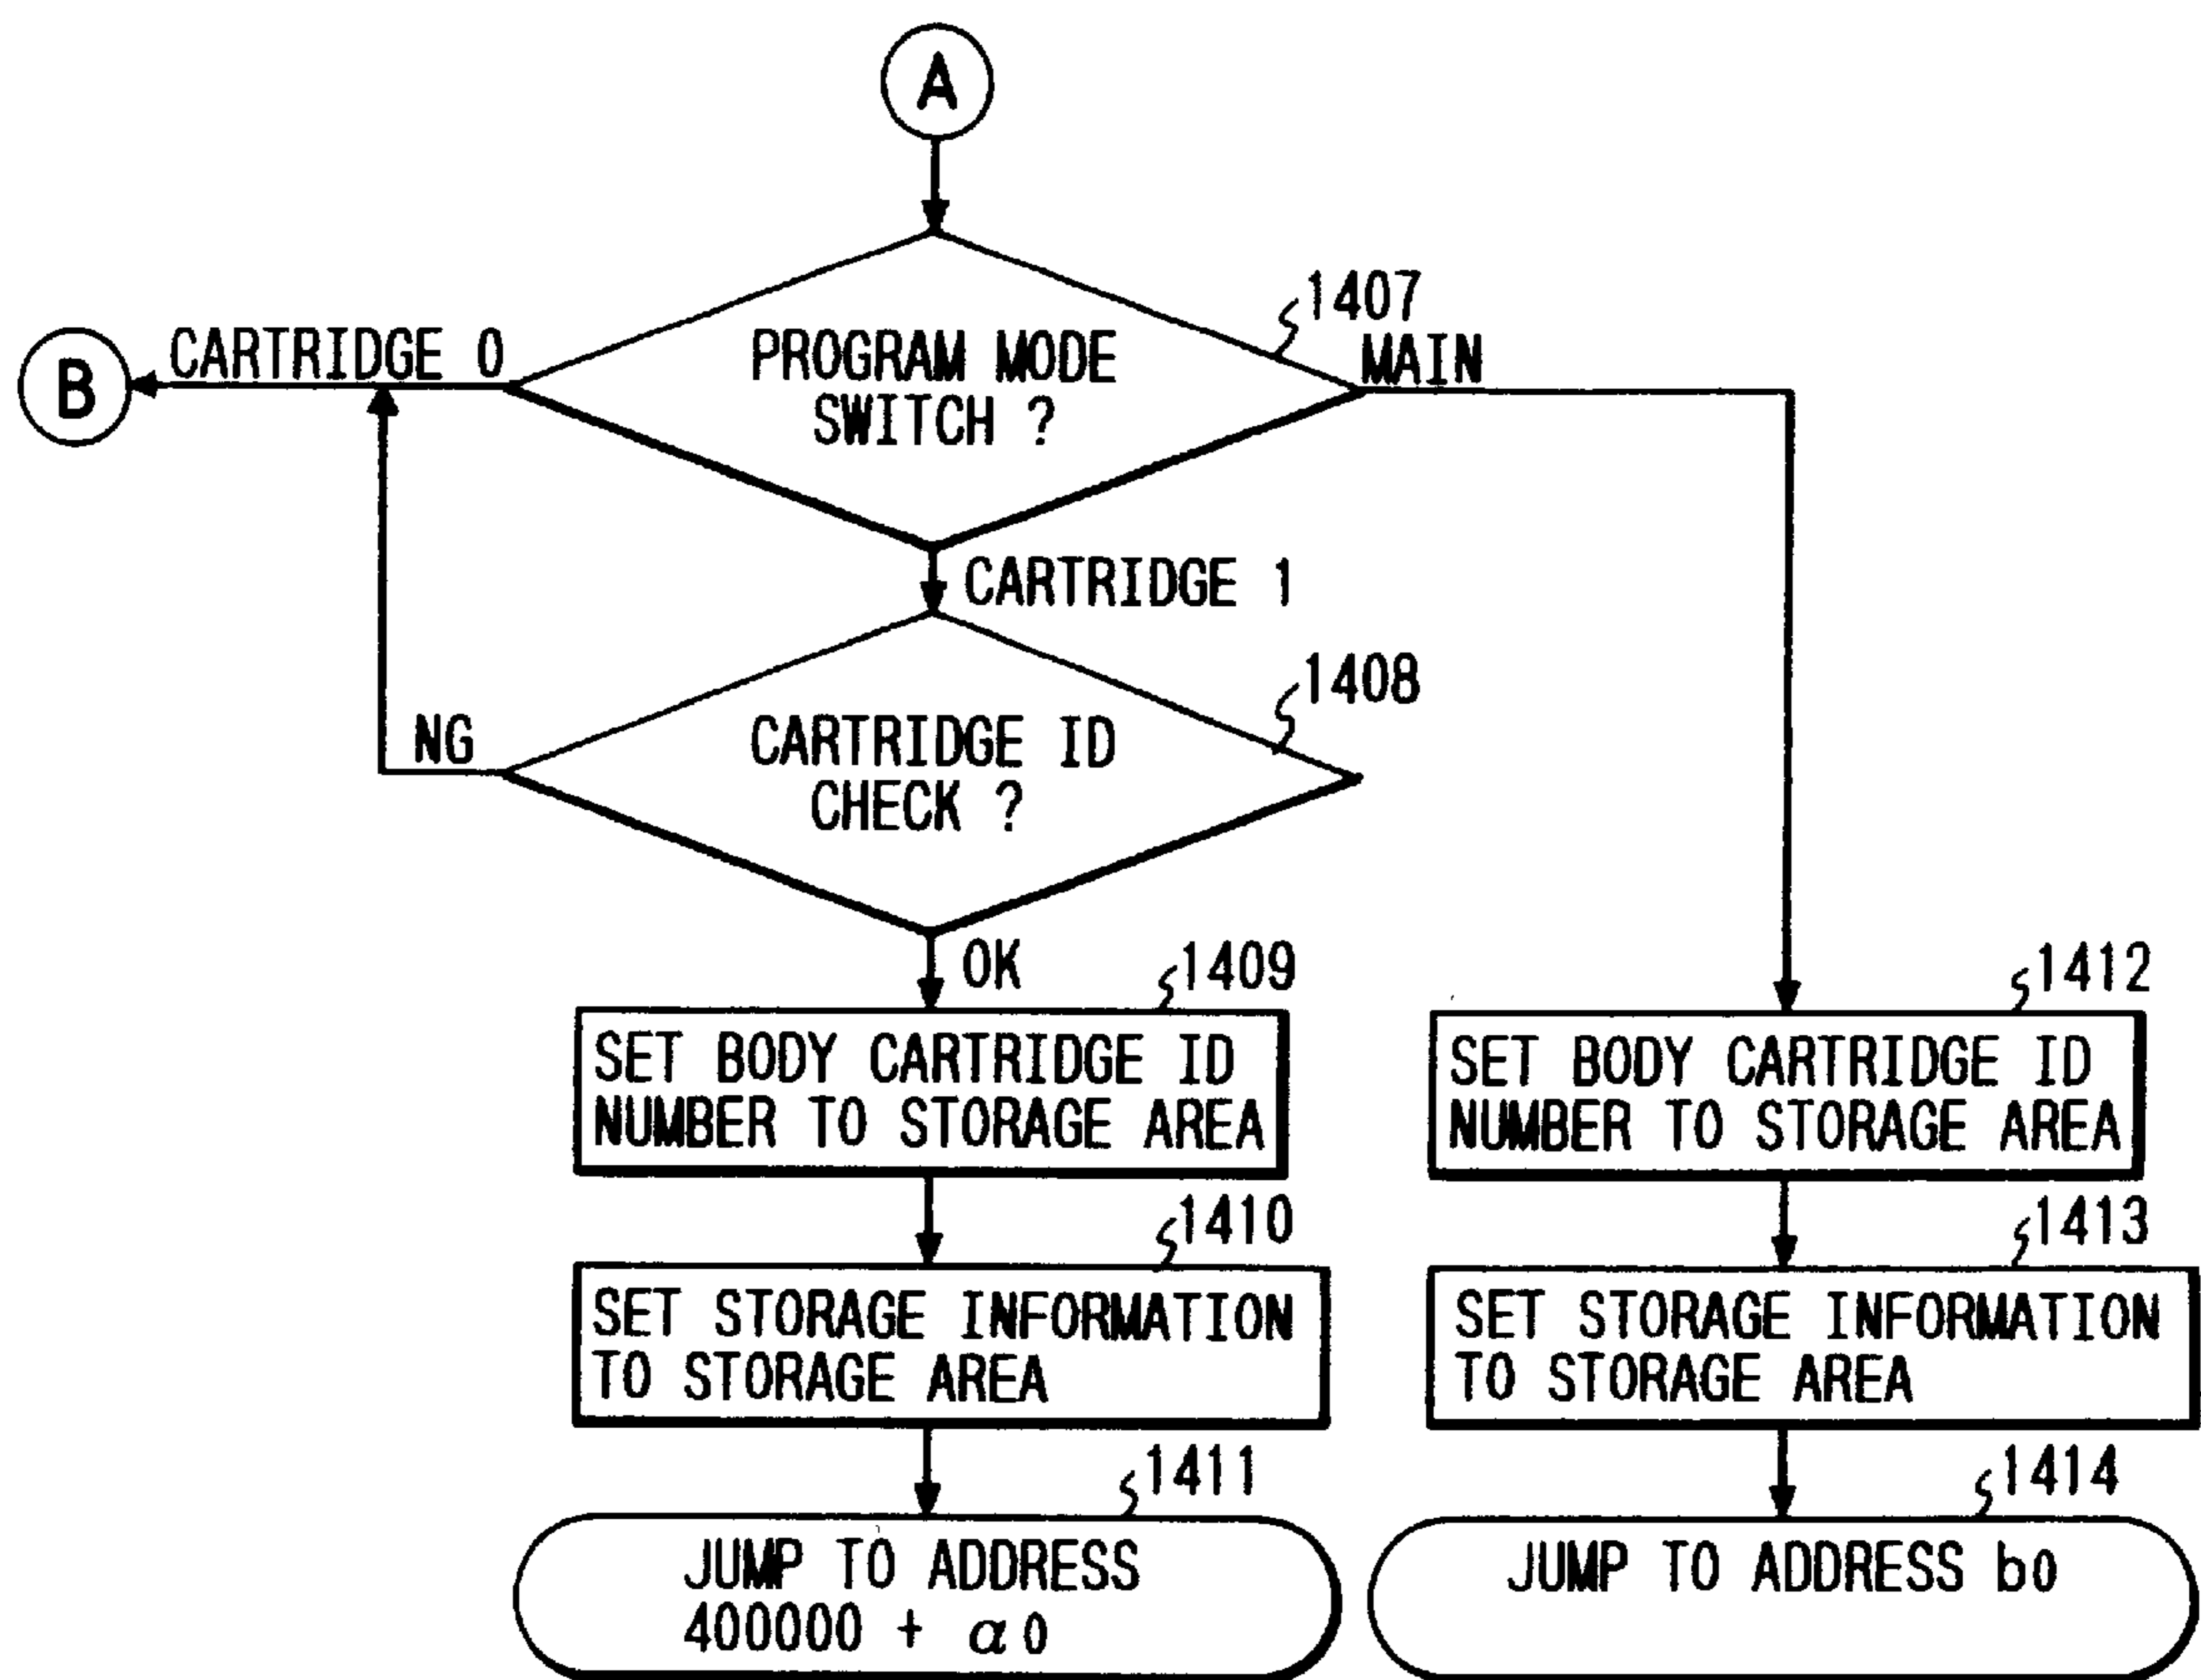 A
1407
CARTRIDGE 0
B
PROGRAM MODE
SWITCH ?
MAIN
CARTRIDGE 1
1408
NG
CARTRIDGE ID
CHECK ?
OK
1409
SET BODY CARTRIDGE ID
NUMBER TO STORAGE AREA
1412
SET BODY CARTRIDGE ID
NUMBER TO STORAGE AREA
1410
SET STORAGE INFORMATION
TO STORAGE AREA
1413
SET STORAGE INFORMATION
TO STORAGE AREA
1411
JUMP TO ADDRESS
400000 + α0
1414
JUMP TO ADDRESS b0